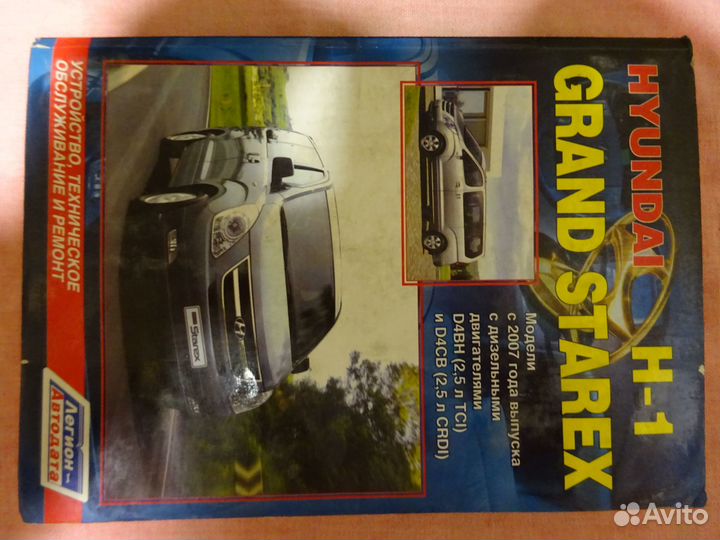 HYUNDAI H-1
GRAND STAREX
Модели
с 2007 года выпуска
с дизельными
двигателями
D4BH (2,5 л TCI)
и D4CB (2,5 л CRDI)
Starex
УСТРОЙСТВО, ТЕХНИЧЕСКОЕ
ОБСЛУЖИВАНИЕ И РЕМОНТ
Легион-
Автодата
Avito